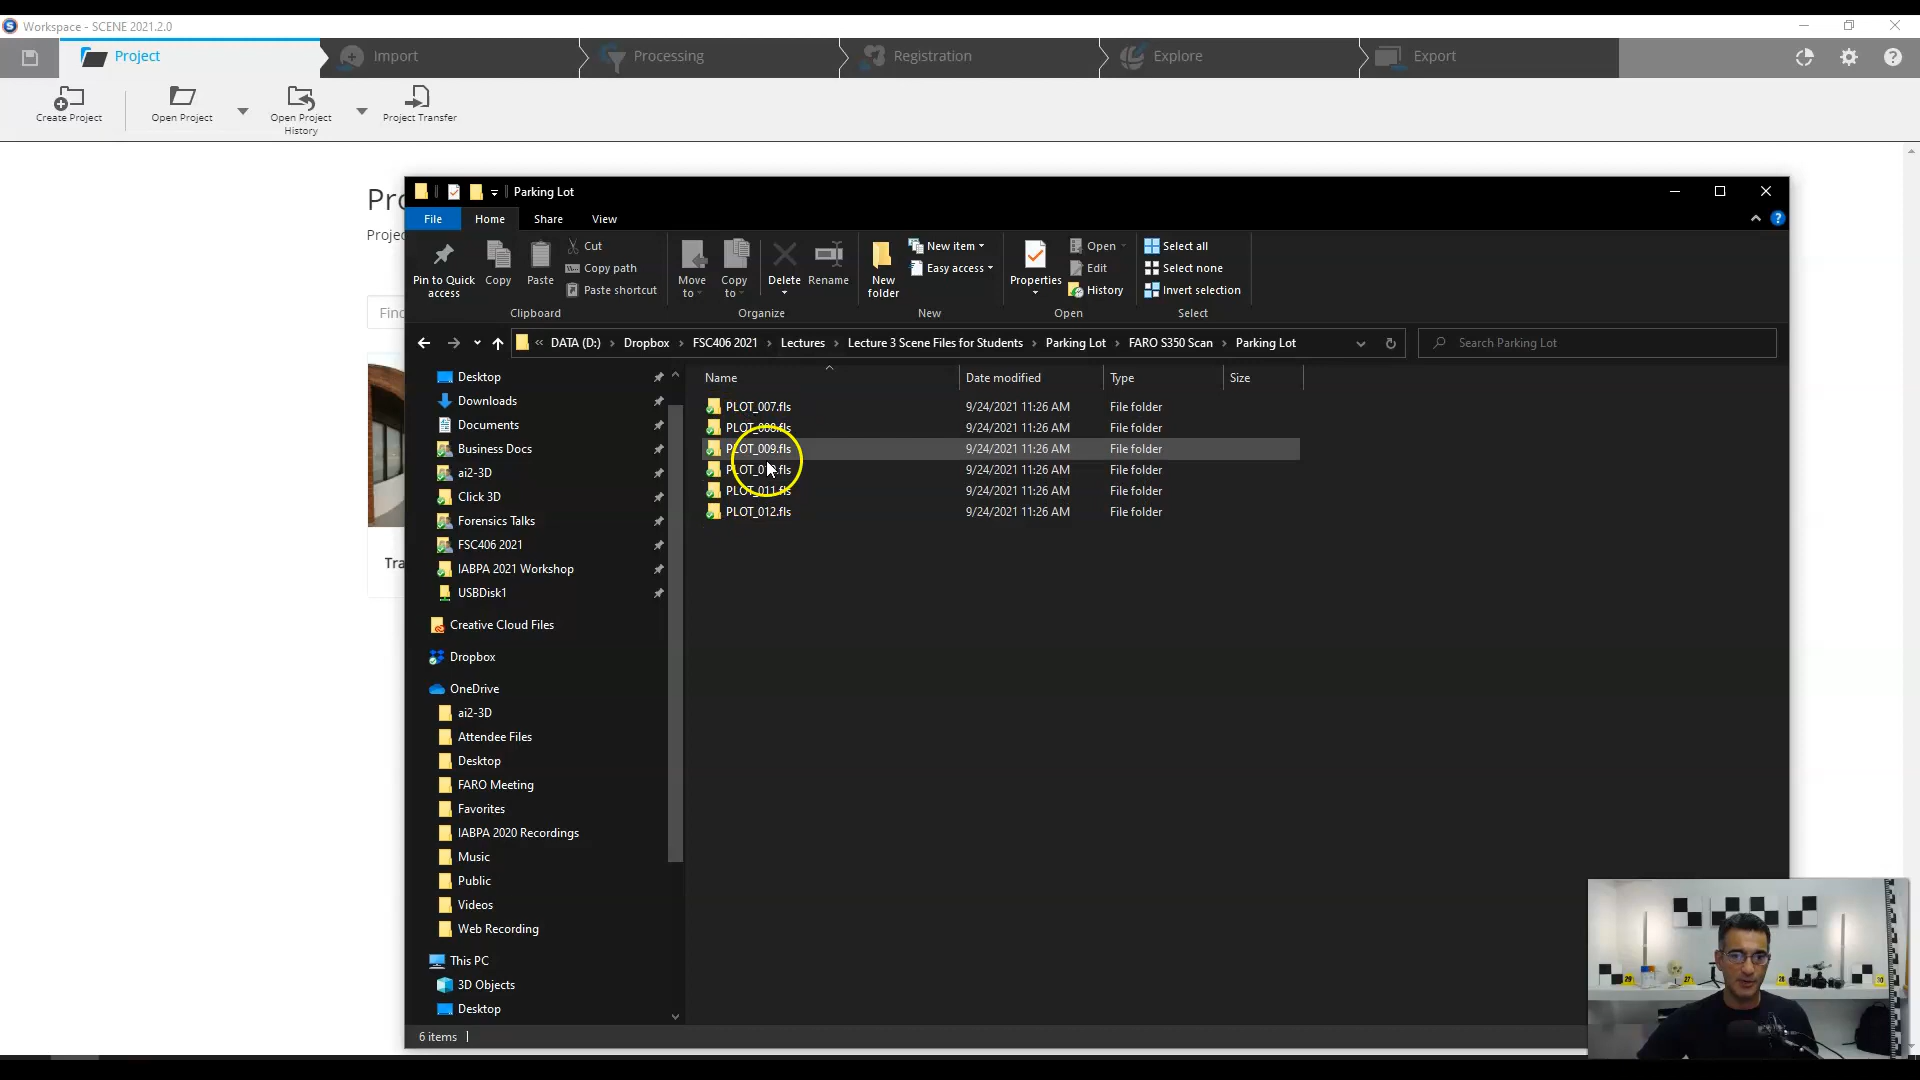 Workspace - SCENE 2021.2.0
Project
Import
Processing
Registration
Explore
Export
Create Project
Open Project
Open Project
History
Project Transfer
Projec
Find
Tra
Parking Lot
File
Home
Share
View
Pin to Quick
access
Copy
Paste
Cut
Copy path
Paste shortcut
Clipboard
Move
to
Copy
to
Delete
Rename
Organize
New
folder
New item
Easy access
New
Properties
Open
Edit
History
Open
Select all
Select none
Invert selection
Select
« DATA (D:) > Dropbox > FSC406 2021 > Lectures > Lecture 3 Scene Files for Students > Parking Lot > FARO S350 Scan > Parking Lot
Search Parking Lot
Name
Date modified
Type
Size
PLOT_007.fls 9/24/2021 11:26 AM File folder
PLOT_008.fls 9/24/2021 11:26 AM File folder
PLOT_009.fls 9/24/2021 11:26 AM File folder
PLOT_010.fls 9/24/2021 11:26 AM File folder
PLOT_011.fls 9/24/2021 11:26 AM File folder
PLOT_012.fls 9/24/2021 11:26 AM File folder
Desktop
Downloads
Documents
Business Docs
ai2-3D
Click 3D
Forensics Talks
FSC406 2021
IABPA 2021 Workshop
USBDisk1
Creative Cloud Files
Dropbox
OneDrive
ai2-3D
Attendee Files
Desktop
FARO Meeting
Favorites
IABPA 2020 Recordings
Music
Public
Videos
Web Recording
This PC
3D Objects
Desktop
6 items